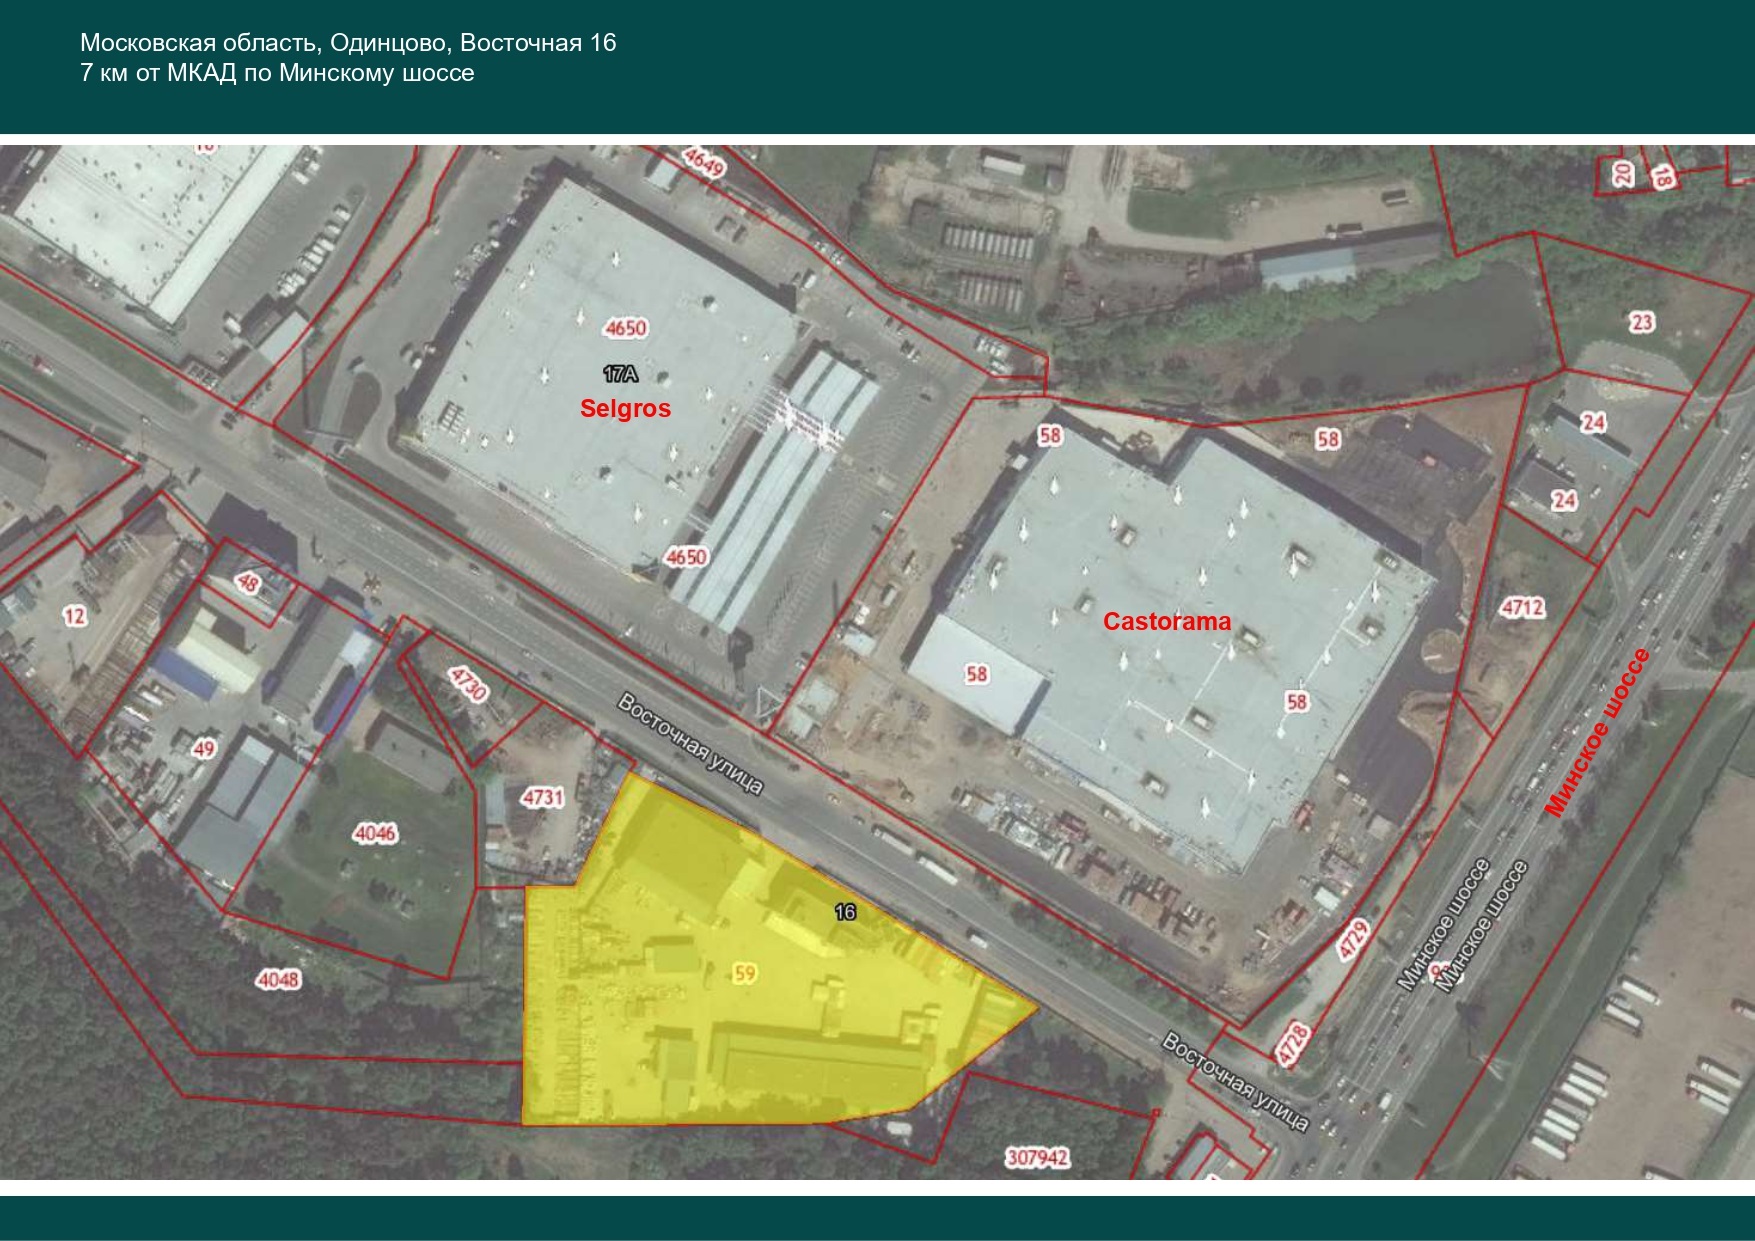 Московская область, Одинцово, Восточная 16
7 км от МКАД по Минскому шоссе
4649
20
18
23
4650
17А
Selgros
24
58
58
24
4650
48
12
4712
Castorama
4730
58
58
Восточная улица
Минское шоссе
49
4731
4046
16
Минское шоссе
Минское шоссе
4729
59
4048
4728
Восточная улица
307942